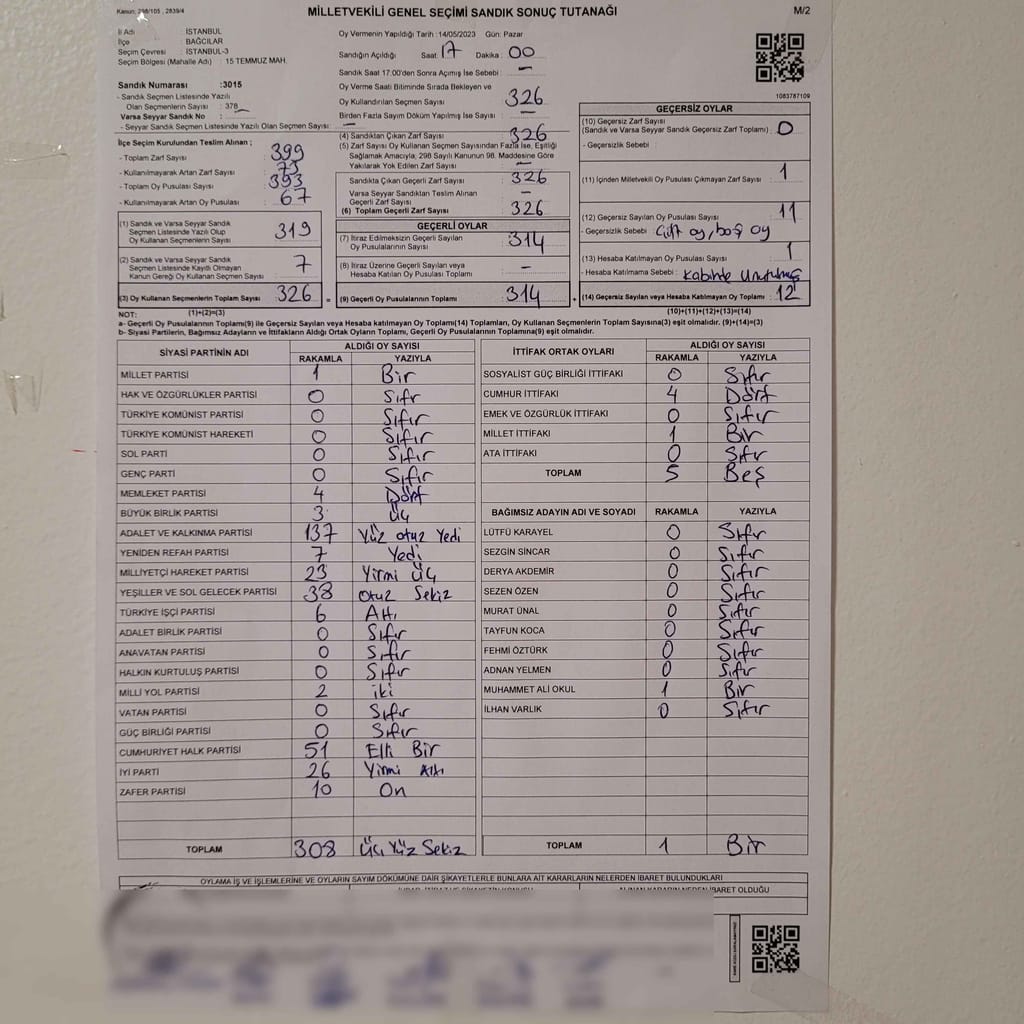 Kanun: 298/105 , 2839/4
MİLLETVEKİLİ GENEL SEÇİMİ SANDIK SONUÇ TUTANAĞI
M/2
İl Adı : İSTANBUL
İlçe : BAĞCILAR
Seçim Çevresi : İSTANBUL-3
Seçim Bölgesi (Mahalle Adı) : 15 TEMMUZ MAH.
Sandık Numarası :3015
- Sandık Seçmen Listesinde Yazılı
Olan Seçmenlerin Sayısı : 378
Varsa Seyyar Sandık No : —
- Seyyar Sandık Seçmen Listesinde Yazılı Olan Seçmen Sayısı : —
İlçe Seçim Kurulundan Teslim Alınan ;
- Toplam Zarf Sayısı : 399
- Kullanılmayarak Artan Zarf Sayısı : 73
- Toplam Oy Pusulası Sayısı : 393
- Kullanılmayarak Artan Oy Pusulası : 67
(1) Sandık ve Varsa Seyyar Sandık
Seçmen Listesinde Yazılı Olup
Oy Kullanan Seçmenlerin Sayısı : 319
(2) Sandık ve Varsa Seyyar Sandık
Seçmen Listesinde Kayıtlı Olmayan
Kanun Gereği Oy Kullanan Seçmen Sayısı : 7
(3) Oy Kullanan Seçmenlerin Toplam Sayısı : 326 =
Oy Vermenin Yapıldığı Tarih : 14/05/2023 Gün: Pazar
Sandığın Açıldığı Saat: 17 Dakika : 00
Sandık Saat 17:00'den Sonra Açımış İse Sebebi : —
Oy Verme Saati Bitiminde Sırada Bekleyen ve
Oy Kullandırılan Seçmen Sayısı : 326
Birden Fazla Sayım Döküm Yapılmış İse Sayısı : —
(4) Sandıktan Çıkan Zarf Sayısı : 326
(5) Zarf Sayısı Oy Kullanan Seçmen Sayısından Fazla İse, Eşitliği
Sağlamak Amacıyla, 298 Sayılı Kanunun 98. Maddesine Göre
Yakılarak Yok Edilen Zarf Sayısı : —
Sandıkta Çıkan Geçerli Zarf Sayısı : 326
Varsa Seyyar Sandıktan Teslim Alınan
Geçerli Zarf Sayısı : —
(6) Toplam Geçerli Zarf Sayısı : 326
GEÇERLİ OYLAR
(7) İtiraz Edilmeksizin Geçerli Sayılan
Oy Pusulalarının Sayısı : 314
(8) İtiraz Üzerine Geçerli Sayılan veya
Hesaba Katılan Oy Pusulası Toplamı : —
(9) Geçerli Oy Pusulalarının Toplamı : 314 +
1083787109
GEÇERSİZ OYLAR
(10) Geçersiz Zarf Sayısı
(Sandık ve Varsa Seyyar Sandık Geçersiz Zarf Toplamı) : 0
- Geçersizlik Sebebi :
(11) İçinden Milletvekili Oy Pusulası Çıkmayan Zarf Sayısı : 1
(12) Geçersiz Sayılan Oy Pusulası Sayısı : 11
- Geçersizlik Sebebi : Çift oy, boş oy
(13) Hesaba Katılmayan Oy Pusulası Sayısı : 1
- Hesaba Katılmama Sebebi : Kabinde Unutulmuş
(14) Geçersiz Sayılan veya Hesaba Katılmayan Oy Toplamı : 12
NOT: (1)+(2)=(3) (10)+(11)+(12)+(13)=(14)
a- Geçerli Oy Pusulalarının Toplamı(9) ile Geçersiz Sayılan veya Hesaba katılmayan Oy Toplamı(14) Toplamları, Oy Kullanan Seçmenlerin Toplam Sayısına(3) eşit olmalıdır. (9)+(14)=(3)
b- Siyasi Partilerin, Bağımsız Adayların ve İttifakların Aldığı Ortak Oyların Toplamı, Geçerli Oy Pusulalarının Toplamına(9) eşit olmalıdır.
SİYASİ PARTİNİN ADI ALDIĞI OY SAYISI
RAKAMLA YAZIYLA
MİLLET PARTİSİ 1 Bir
HAK VE ÖZGÜRLÜKLER PARTİSİ 0 Sıfır
TÜRKİYE KOMÜNİST PARTİSİ 0 Sıfır
TÜRKİYE KOMÜNİST HAREKETİ 0 Sıfır
SOL PARTİ 0 Sıfır
GENÇ PARTİ 0 Sıfır
MEMLEKET PARTİSİ 4 Dört
BÜYÜK BİRLİK PARTİSİ 3 Üç
ADALET VE KALKINMA PARTİSİ 137 Yüz otuz Yedi
YENİDEN REFAH PARTİSİ 7 Yedi
MİLLİYETÇİ HAREKET PARTİSİ 23 Yirmi Üç
YEŞİLLER VE SOL GELECEK PARTİSİ 38 Otuz Sekiz
TÜRKİYE İŞÇİ PARTİSİ 6 Altı
ADALET BİRLİK PARTİSİ 0 Sıfır
ANAVATAN PARTİSİ 0 Sıfır
HALKIN KURTULUŞ PARTİSİ 0 Sıfır
MİLLİ YOL PARTİSİ 2 iki
VATAN PARTİSİ 0 Sıfır
GÜÇ BİRLİĞİ PARTİSİ 0 Sıfır
CUMHURİYET HALK PARTİSİ 51 Elli Bir
İYİ PARTİ 26 Yirmi Altı
ZAFER PARTİSİ 10 On
TOPLAM 308 Üç Yüz Sekiz
İTTİFAK ORTAK OYLARI ALDIĞI OY SAYISI
RAKAMLA YAZIYLA
SOSYALİST GÜÇ BİRLİĞİ İTTİFAKI 0 Sıfır
CUMHUR İTTİFAKI 4 Dört
EMEK VE ÖZGÜRLÜK İTTİFAKI 0 Sıfır
MİLLET İTTİFAKI 1 Bir
ATA İTTİFAKI 0 Sıfır
TOPLAM 5 Beş
BAĞIMSIZ ADAYIN ADI VE SOYADI RAKAMLA YAZIYLA
LÜTFÜ KARAYEL 0 Sıfır
SEZGİN SİNCAR 0 Sıfır
DERYA AKDEMİR 0 Sıfır
SEZEN ÖZEN 0 Sıfır
MURAT ÜNAL 0 Sıfır
TAYFUN KOCA 0 Sıfır
FEHMİ ÖZTÜRK 0 Sıfır
ADNAN YELMEN 0 Sıfır
MUHAMMET ALİ OKUL 1 Bir
İLHAN VARLIK 0 Sıfır
TOPLAM 1 Bir
OYLAMA İŞ VE İŞLEMLERİNE VE OYLARIN SAYIM DÖKÜMÜNE DAİR ŞİKAYETLERLE BUNLARA AİT KARARLARIN NELERDEN İBARET BULUNDUKLARI